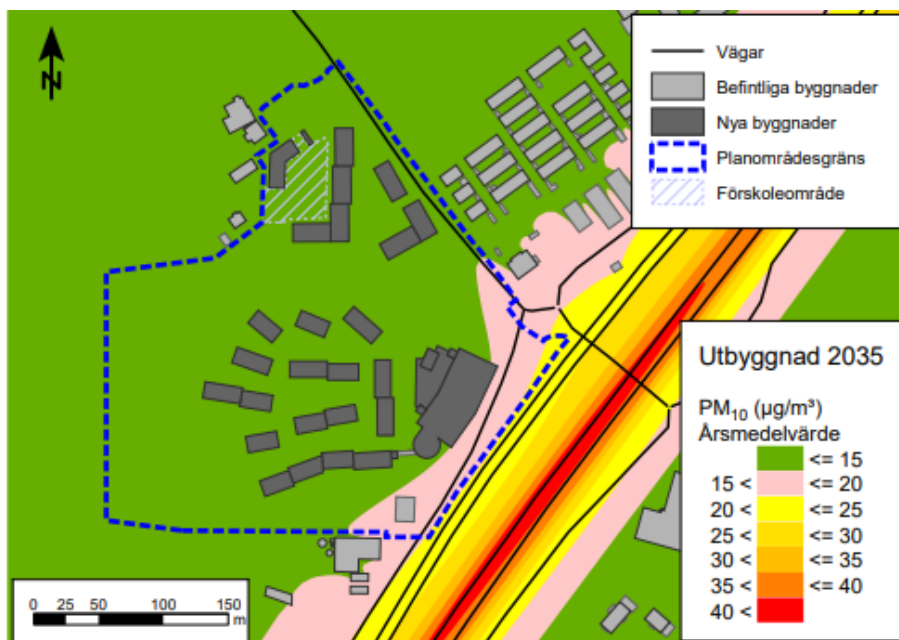 N
Vägar
Befintliga byggnader
Nya byggnader
Planområdesgräns
Förskoleområde
Utbyggnad 2035
PM10 (µg/m³)
Årsmedelvärde
<= 15
15 < <= 20
20 < <= 25
25 < <= 30
30 < <= 35
35 < <= 40
40 <
0 25 50 100 150
m